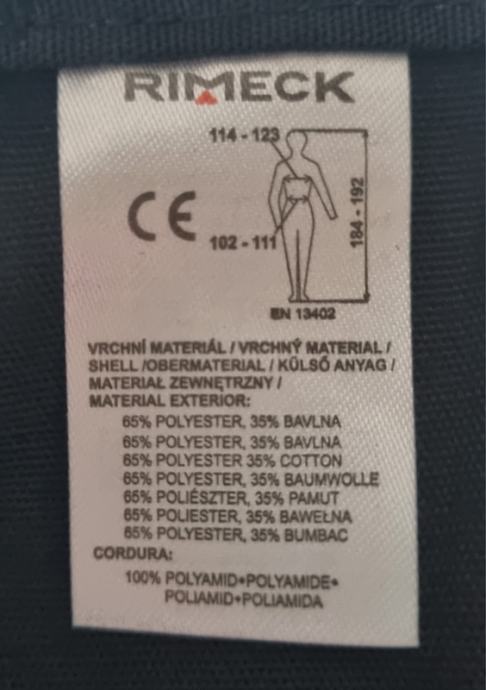 RIMECK
114 - 123
CE
102 - 111
184 - 192
EN 13402
VRCHNÍ MATERIÁL / VRCHNÝ MATERIAL /
SHELL /OBERMATERIAL / KÜLSŐ ANYAG /
MATERIAŁ ZEWNĘTRZNY /
MATERIAL EXTERIOR:
65% POLYESTER, 35% BAVLNA
65% POLYESTER, 35% BAVLNA
65% POLYESTER 35% COTTON
65% POLYESTER, 35% BAUMWOLLE
65% POLIÉSZTER, 35% PAMUT
65% POLIESTER, 35% BAWEŁNA
65% POLYESTER, 35% BUMBAC
CORDURA:
100% POLYAMID•POLYAMIDE•
POLIAMID•POLIAMIDA